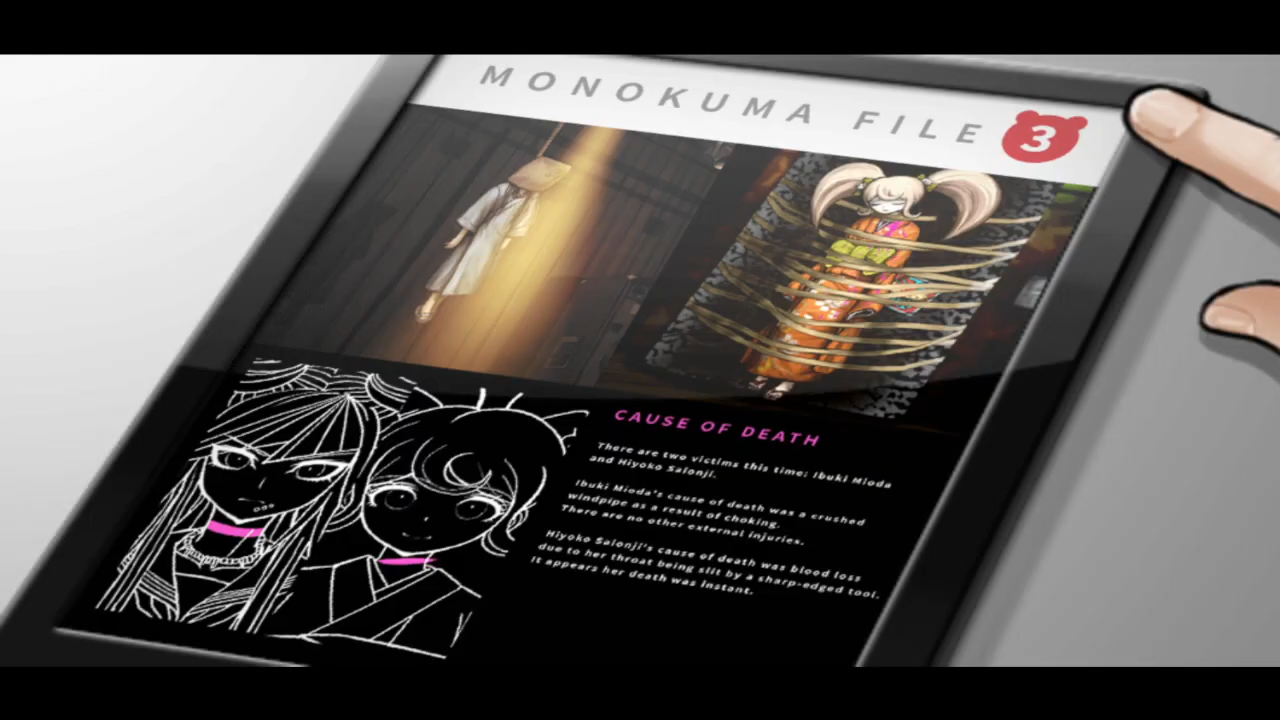 MONOKUMA FILE 3
CAUSE OF DEATH
There are two victims this time: Ibuki Mioda
and Hiyoko Saionji.
Ibuki Mioda's cause of death was a crushed
windpipe as a result of choking.
There are no other external injuries.
Hiyoko Saionji's cause of death was blood loss
due to her throat being slit by a sharp-edged tool.
It appears her death was instant.